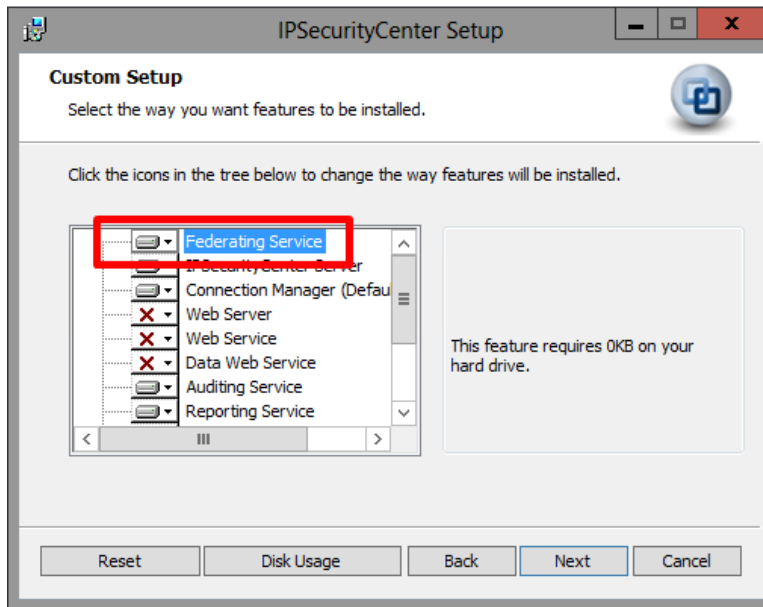 IPSecurityCenter Setup
Custom Setup
Select the way you want features to be installed.
Click the icons in the tree below to change the way features will be installed.
Federating Service
IPSecurityCenter Server
Connection Manager (Defau
Web Server
Web Service
Data Web Service
Auditing Service
Reporting Service
This feature requires 0KB on your
hard drive.
Reset Disk Usage Back Next Cancel